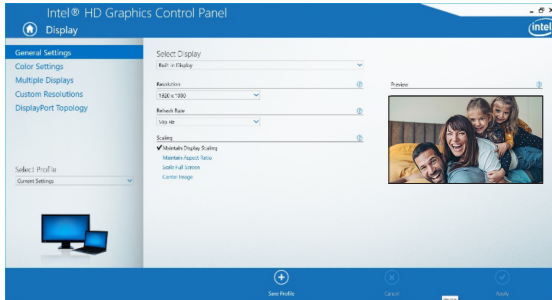 Intel® HD Graphics Control Panel
Display
intel
General Settings
Color Settings
Multiple Displays
Custom Resolutions
DisplayPort Topology
Select Profile
Current Settings
Select Display
Built in Display
Resolution
Refresh Rate
Scaling
✓ Maintain Display Scaling
Maintain Aspect Ratio
Scale Full Screen
Center Image
Preview
Save Profile
Cancel
Apply